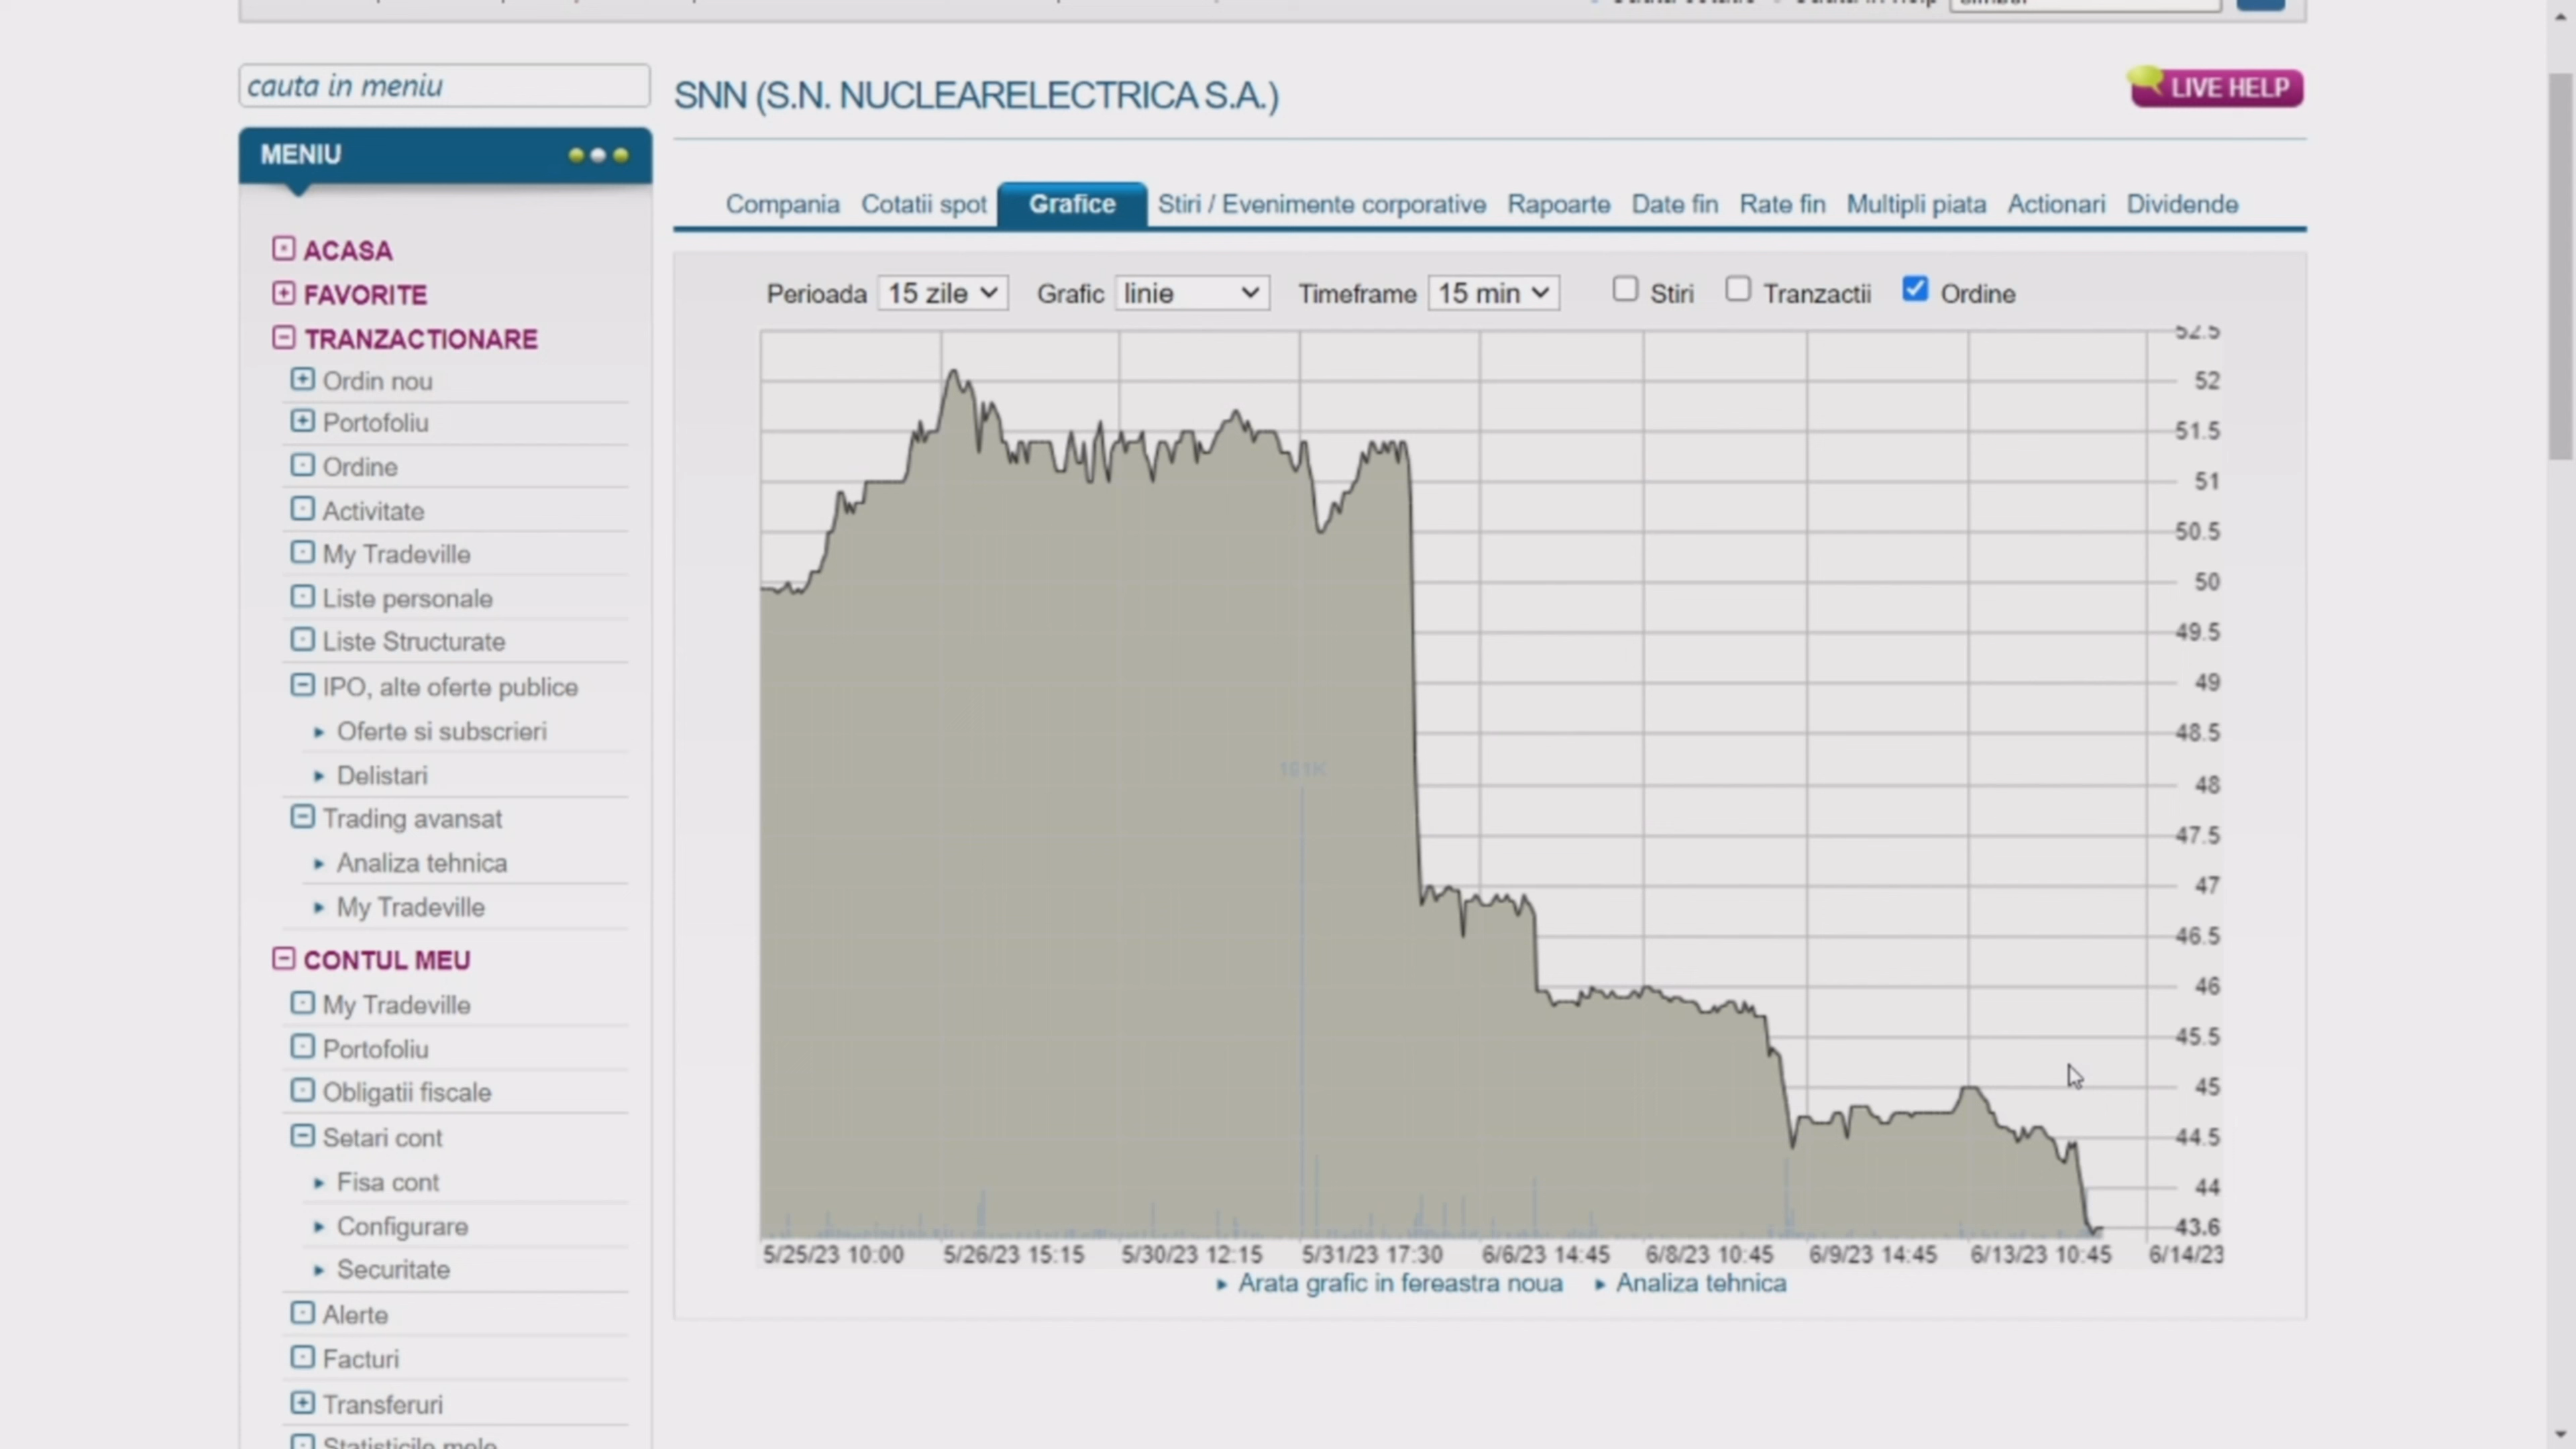 cauta in meniu
SNN (S.N. NUCLEARELECTRICA S.A.)
LIVE HELP
MENIU
Compania Cotatii spot Grafice Stiri / Evenimente corporative Rapoarte Date fin Rate fin Multipli piata Actionari Dividende
ACASA
FAVORITE
TRANZACTIONARE
Ordin nou
Portofoliu
Ordine
Activitate
My Tradeville
Liste personale
Liste Structurate
IPO, alte oferte publice
Oferte si subscrieri
Delistari
Trading avansat
Analiza tehnica
My Tradeville
CONTUL MEU
My Tradeville
Portofoliu
Obligatii fiscale
Setari cont
Fisa cont
Configurare
Securitate
Alerte
Facturi
Transferuri
Statisticile mele
Perioada 15 zile Grafic linie Timeframe 15 min Stiri Tranzactii Ordine
52.5
52
51.5
51
50.5
50
49.5
49
48.5
48
47.5
47
46.5
46
45.5
45
44.5
44
43.6
5/25/23 10:00 5/26/23 15:15 5/30/23 12:15 5/31/23 17:30 6/6/23 14:45 6/8/23 10:45 6/9/23 14:45 6/13/23 10:45 6/14/23
Arata grafic in fereastra noua Analiza tehnica